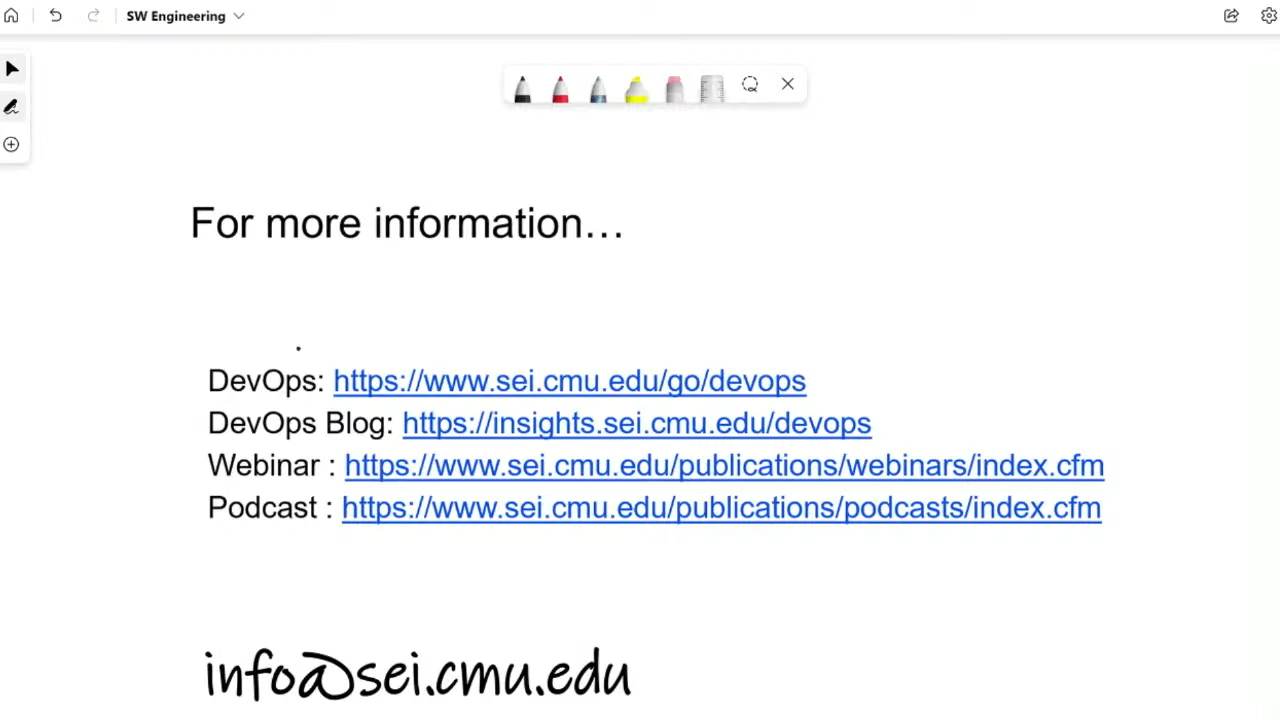 SW Engineering
For more information…
DevOps: https://www.sei.cmu.edu/go/devops
DevOps Blog: https://insights.sei.cmu.edu/devops
Webinar : https://www.sei.cmu.edu/publications/webinars/index.cfm
Podcast : https://www.sei.cmu.edu/publications/podcasts/index.cfm
info@sei.cmu.edu